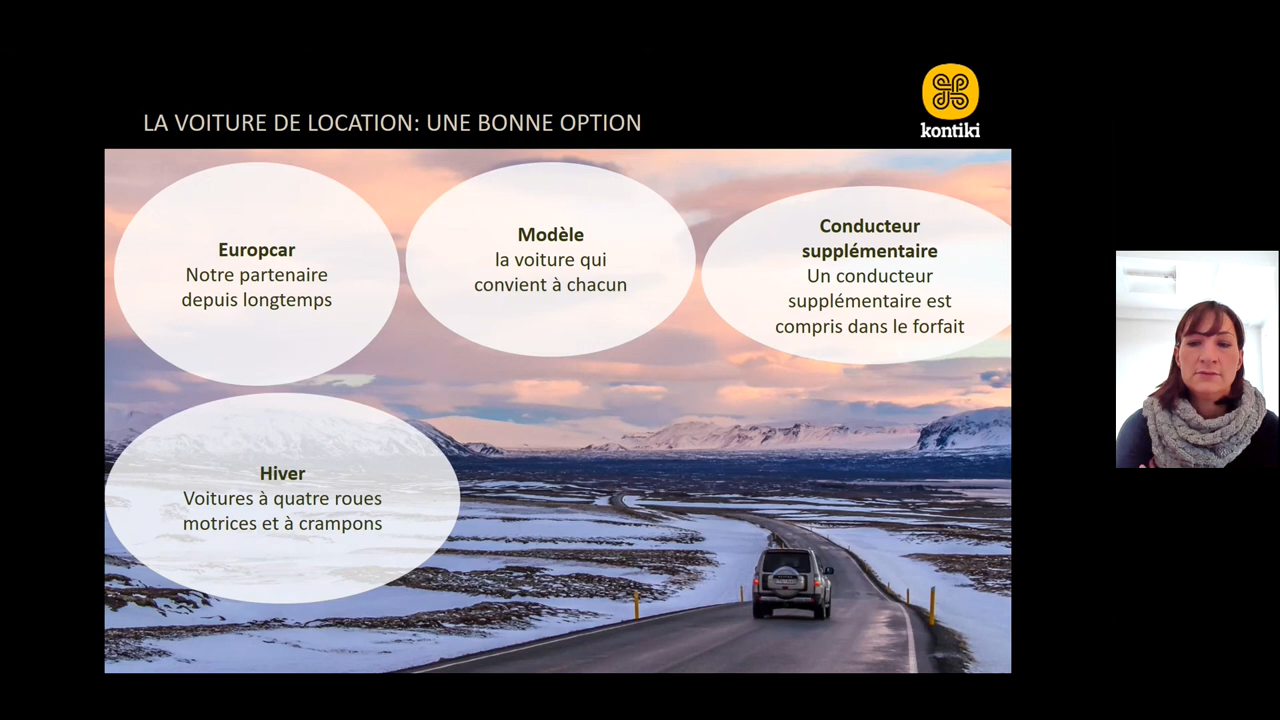 LA VOITURE DE LOCATION: UNE BONNE OPTION
kontiki
Europcar
Notre partenaire
depuis longtemps
Modèle
la voiture qui
convient à chacun
Conducteur
supplémentaire
Un conducteur
supplémentaire est
compris dans le forfait
Hiver
Voitures à quatre roues
motrices et à crampons